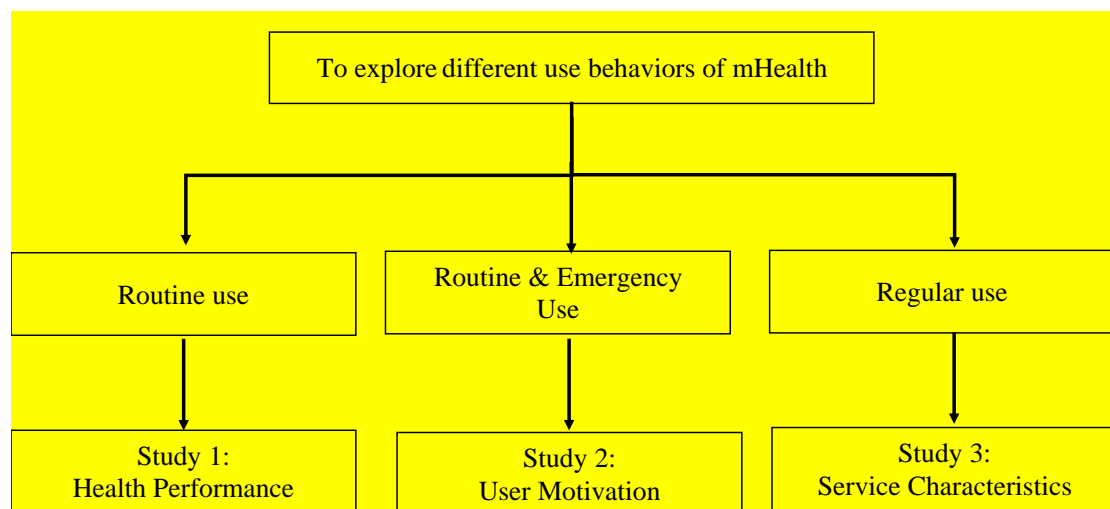 To explore different use behaviors of mHealth
Routine use
Routine & Emergency
Use
Regular use
Study 1:
Health Performance
Study 2:
User Motivation
Study 3:
Service Characteristics